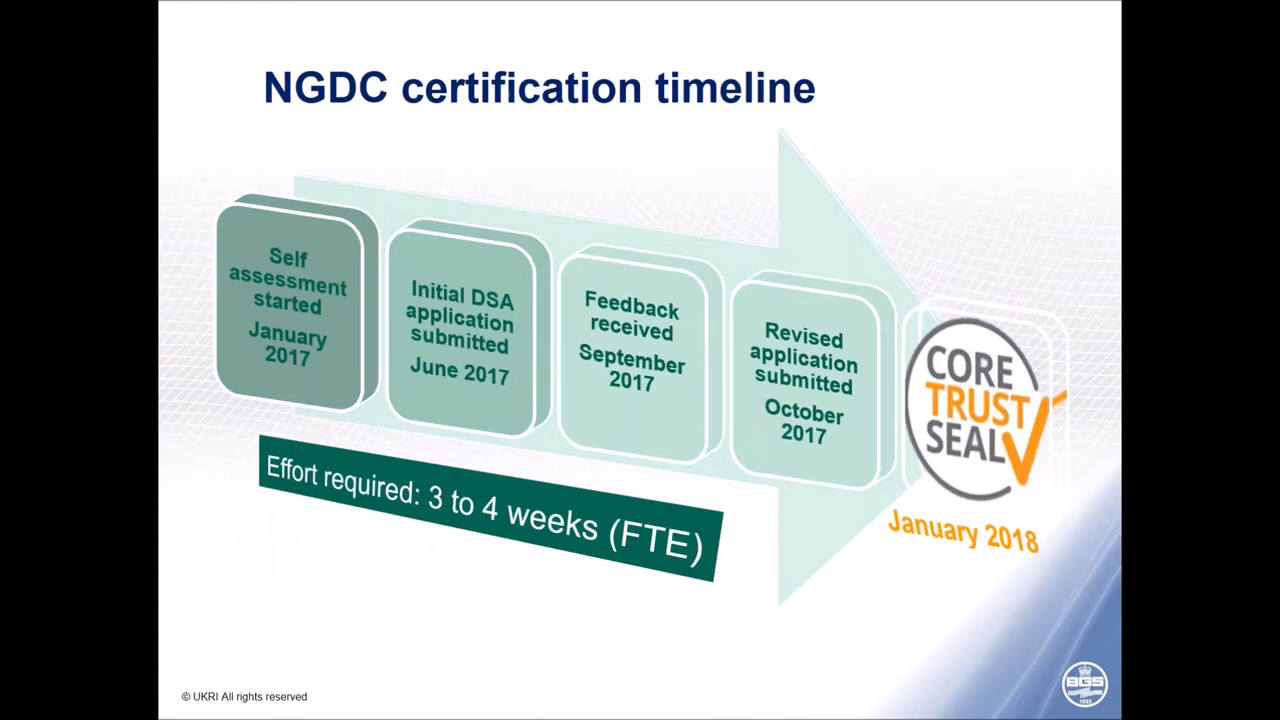 NGDC certification timeline
Self
assessment
started
January
2017
Initial DSA
application
submitted
June 2017
Feedback
received
September
2017
Revised
application
submitted
October
2017
CORE
TRUST
SEAL
January 2018
Effort required: 3 to 4 weeks (FTE)
© UKRI All rights reserved
BGS
1835